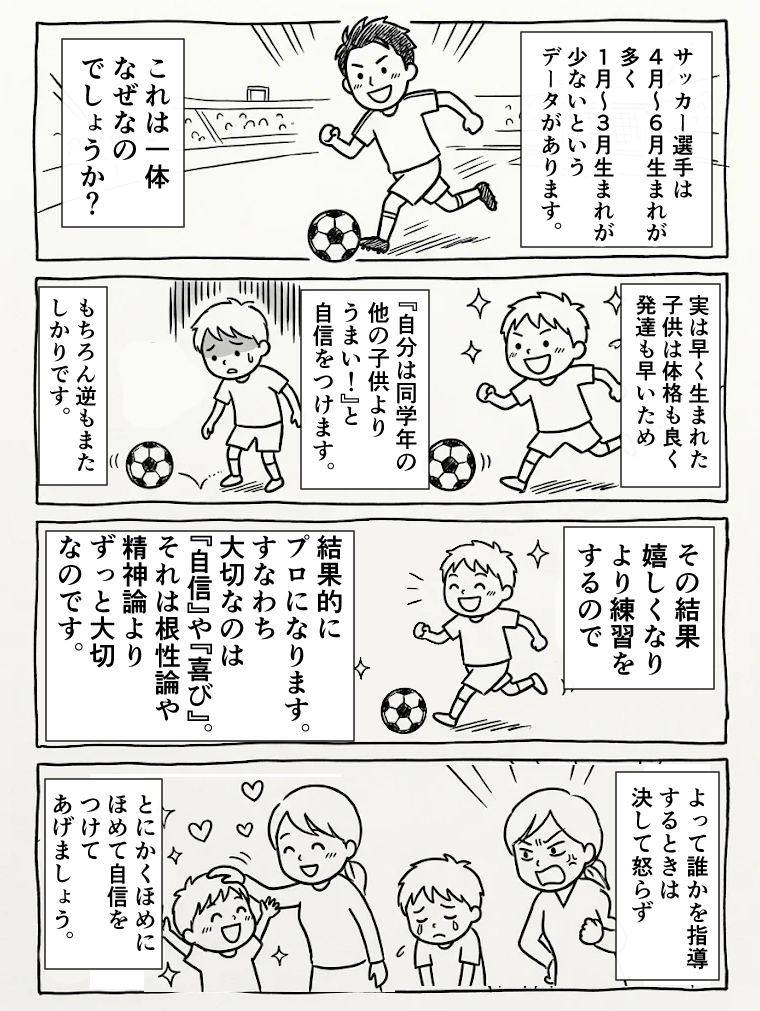 サッカー選手は
４月～６月生まれが
多く
１月～３月生まれが
少ないという
データがあります。
これは一体
なぜなの
でしょうか？
実は早く生まれた
子供は体格も良く
発達も早いため
『自分は同学年の
他の子供より
うまい！』と
自信をつけます。
もちろん逆もまた
しかりです。
その結果
嬉しくなり
より練習を
するので
結果的に
プロになります。
すなわち
大切なのは
『自信』や『喜び』。
それは根性論や
精神論より
ずっと大切
なのです。
よって誰かを指導
するときは
決して怒らず
とにかくほめに
ほめて自信を
つけて
あげましょう。